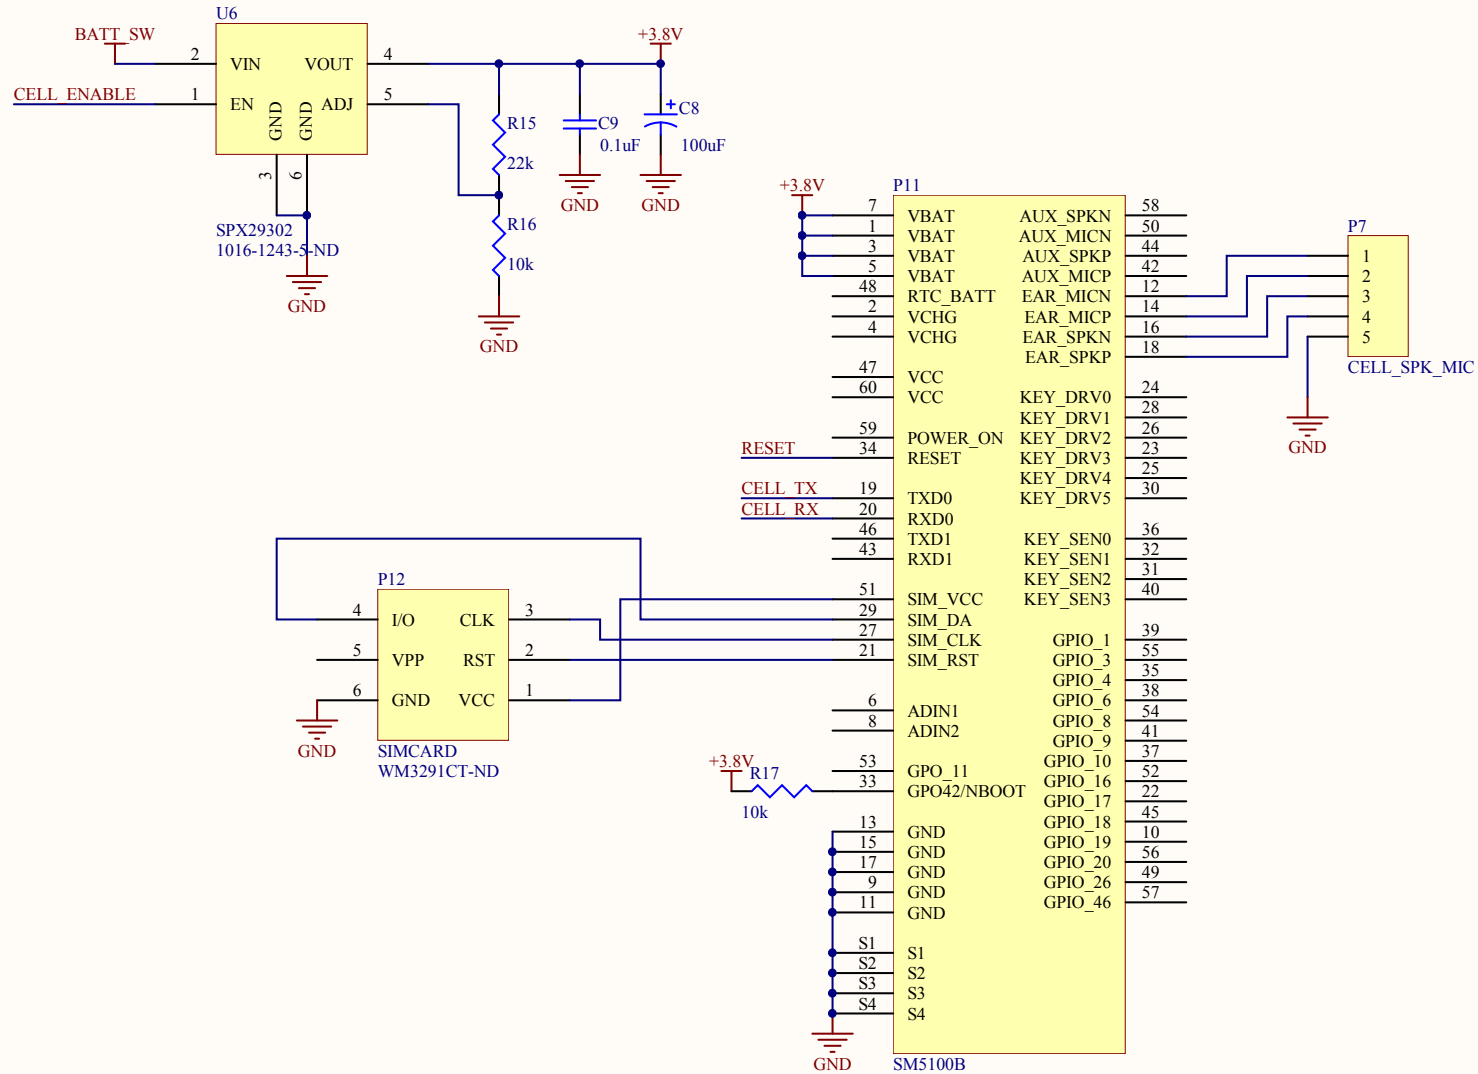 U6
BATT_SW
2
VIN
VOUT
4
+3.8V
CELL_ENABLE
1
EN
ADJ
5
GND
GND
3
6
SPX29302
1016-1243-5-ND
GND
R15
22k
R16
10k
GND
C9
0.1uF
GND
C8
100uF
GND
+3.8V
P11
7
VBAT
1
VBAT
3
VBAT
5
VBAT
48
RTC_BATT
2
VCHG
4
VCHG
47
VCC
60
VCC
59
POWER_ON
RESET
34
RESET
CELL_TX
19
TXD0
CELL_RX
20
RXD0
46
TXD1
43
RXD1
51
SIM_VCC
29
SIM_DA
27
SIM_CLK
21
SIM_RST
6
ADIN1
8
ADIN2
53
GPO_11
+3.8V
R17
10k
33
GPO42/NBOOT
13
GND
15
GND
17
GND
9
GND
11
GND
S1
S1
S2
S2
S3
S3
S4
S4
GND
SM5100B
AUX_SPKN
58
AUX_MICN
50
AUX_SPKP
44
AUX_MICP
42
EAR_MICN
12
EAR_MICP
14
EAR_SPKN
16
EAR_SPKP
18
KEY_DRV0
24
KEY_DRV1
28
KEY_DRV2
26
KEY_DRV3
23
KEY_DRV4
25
KEY_DRV5
30
KEY_SEN0
36
KEY_SEN1
32
KEY_SEN2
31
KEY_SEN3
40
GPIO_1
39
GPIO_3
55
GPIO_4
35
GPIO_6
38
GPIO_8
54
GPIO_9
41
GPIO_10
37
GPIO_16
52
GPIO_17
22
GPIO_18
45
GPIO_19
10
GPIO_20
56
GPIO_26
49
GPIO_46
57
P7
1
2
3
4
5
CELL_SPK_MIC
GND
P12
4
I/O
CLK
3
5
VPP
RST
2
6
GND
VCC
1
GND
SIMCARD
WM3291CT-ND